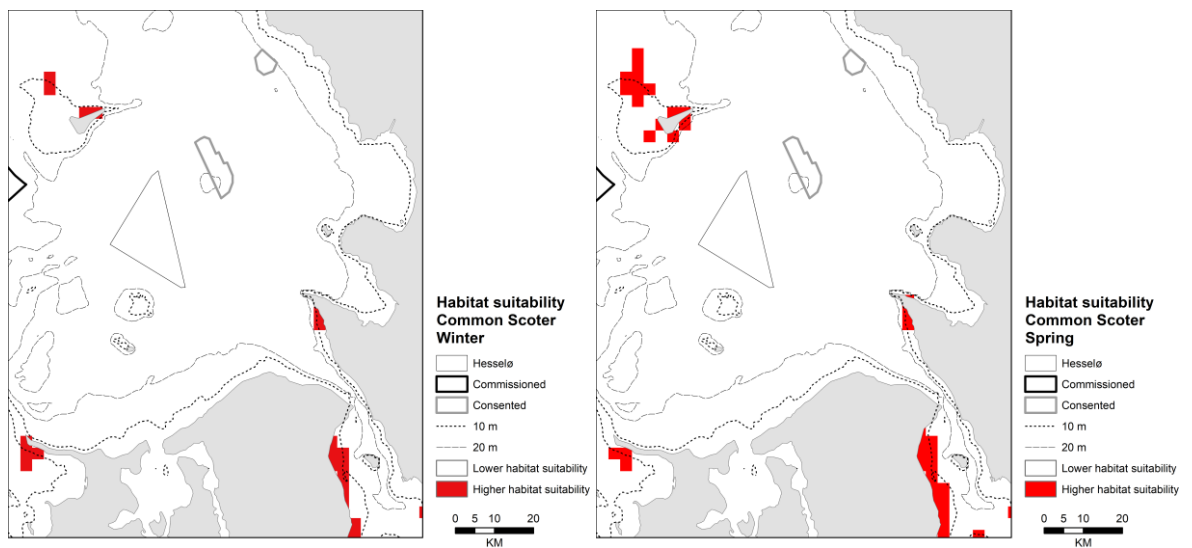 Habitat suitability
Common Scoter
Winter
Hesselø
Commissioned
Consented
10 m
20 m
Lower habitat suitability
Higher habitat suitability
0 5 10 20
KM
Habitat suitability
Common Scoter
Spring
Hesselø
Commissioned
Consented
10 m
20 m
Lower habitat suitability
Higher habitat suitability
0 5 10 20
KM